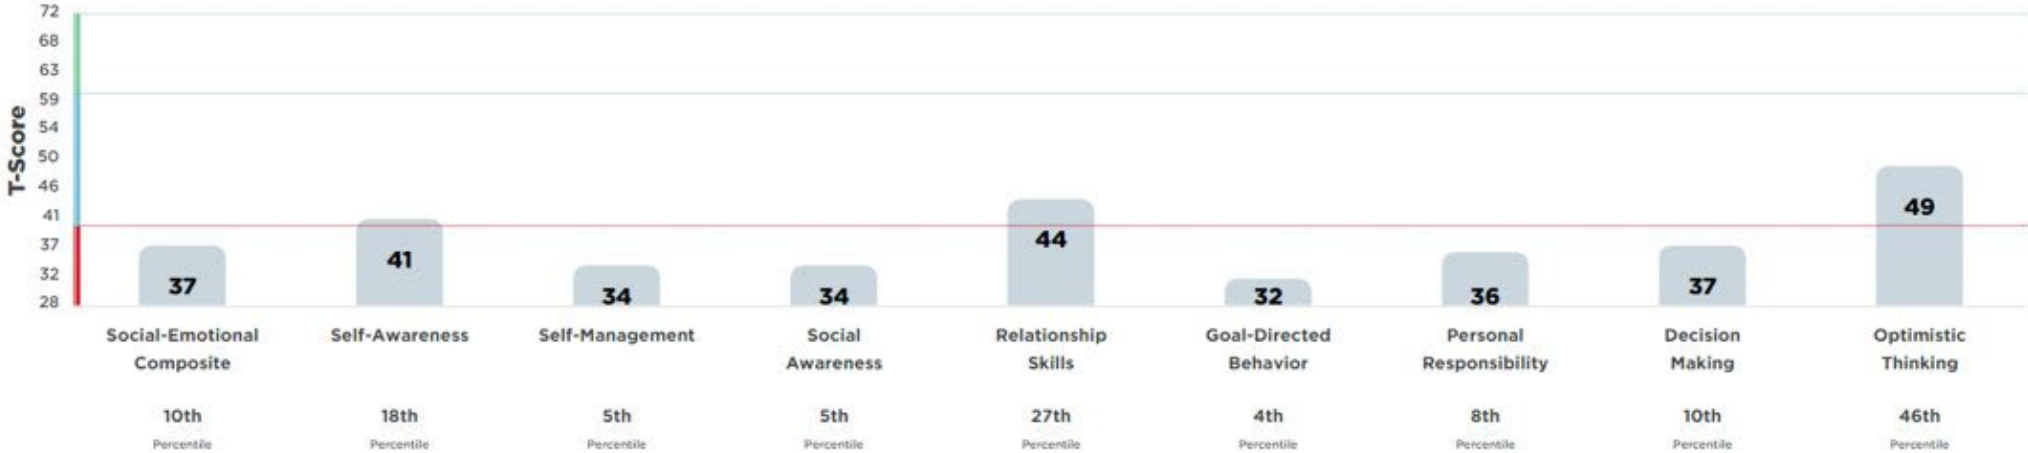 T-Score
72
68
63
59
54
50
46
41
37
32
28
37
41
34
34
44
32
36
37
49
Social-Emotional
Composite
Self-Awareness
Self-Management
Social
Awareness
Relationship
Skills
Goal-Directed
Behavior
Personal
Responsibility
Decision
Making
Optimistic
Thinking
10th
Percentile
18th
Percentile
5th
Percentile
5th
Percentile
27th
Percentile
4th
Percentile
8th
Percentile
10th
Percentile
46th
Percentile